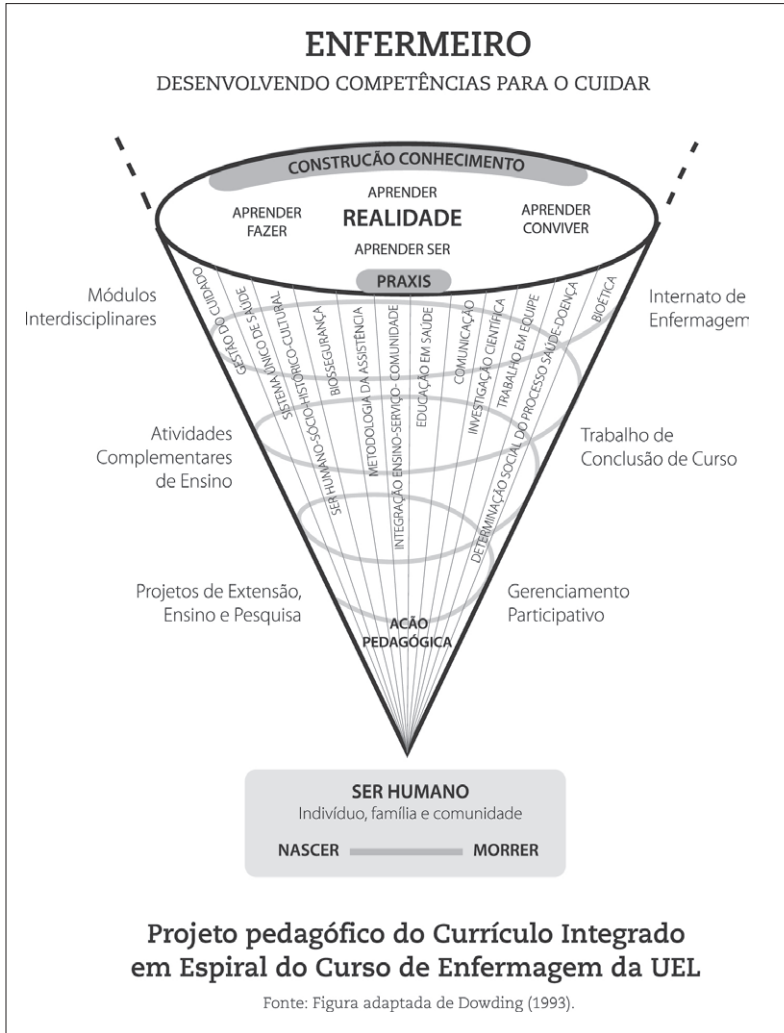 ENFERMEIRO
DESENVOLVENDO COMPETÊNCIAS PARA O CUIDAR
CONSTRUCÃO CONHECIMENTO
APRENDER
APRENDER
FAZER
REALIDADE
APRENDER
CONVIVER
APRENDER SER
PRAXIS
Módulos
Interdisciplinares
Internato de
Enfermagem
GESTÃO DO CUIDADO
SISTEMA ÚNICO DE SAÚDE
SER HUMANO-SÓCIO-HISTÓRICO-CULTURAL
BIOSSEGURANÇA
METODOLOGIA DA ASSISTÊNCIA
INTEGRAÇÃO ENSINO-SERVIÇO- COMUNIDADE
EDUCAÇÃO EM SAÚDE
COMUNICAÇÃO
INVESTIGAÇÃO CIENTÍFICA
TRABALHO EM EQUIPE
DETERMINAÇÃO SOCIAL DO PROCESSO SAÚDE-DOENÇA
BIOÉTICA
Atividades
Complementares
de Ensino
Trabalho de
Conclusão de Curso
Projetos de Extensão,
Ensino e Pesquisa
Gerenciamento
Participativo
ACÃO
PEDAGÓGICA
SER HUMANO
Indivíduo, família e comunidade
NASCER MORRER
Projeto pedagófico do Currículo Integrado
em Espiral do Curso de Enfermagem da UEL
Fonte: Figura adaptada de Dowding (1993).